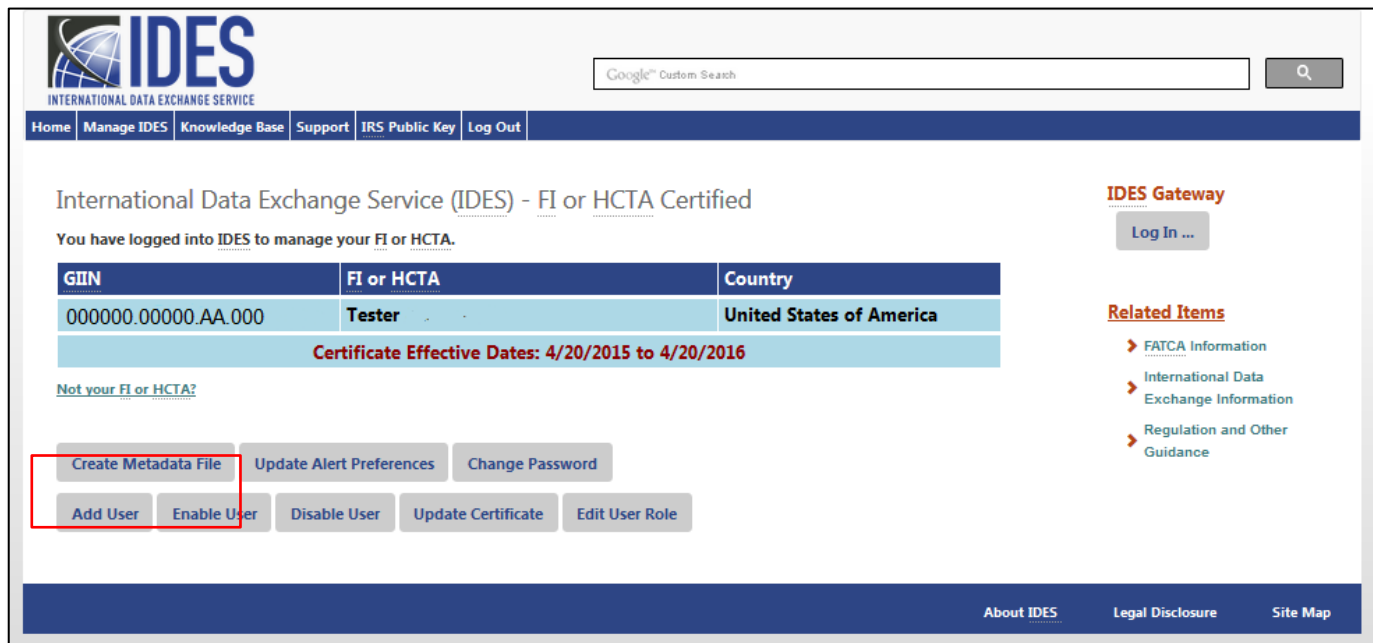 IDES
INTERNATIONAL DATA EXCHANGE SERVICE
Google™ Custom Search
Home Manage IDES Knowledge Base Support IRS Public Key Log Out
International Data Exchange Service (IDES) - FI or HCTA Certified
You have logged into IDES to manage your FI or HCTA.
GIIN FI or HCTA Country
000000.00000.AA.000 Tester United States of America
Certificate Effective Dates: 4/20/2015 to 4/20/2016
Not your FI or HCTA?
Create Metadata File Update Alert Preferences Change Password
Add User Enable User Disable User Update Certificate Edit User Role
IDES Gateway
Log In ...
Related Items
FATCA Information
International Data
Exchange Information
Regulation and Other
Guidance
About IDES Legal Disclosure Site Map